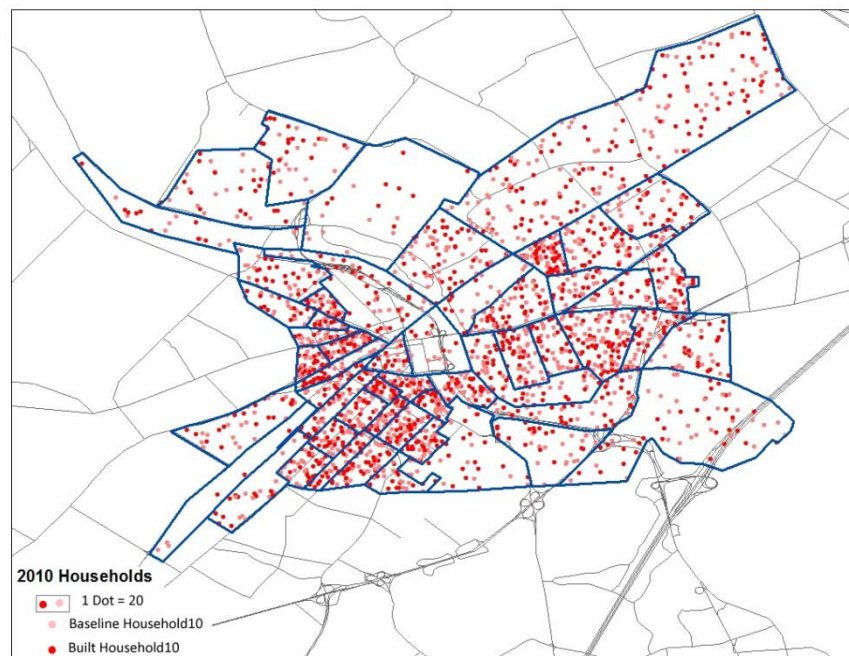 2010 Households
1 Dot = 20
Baseline Household10
Built Household10